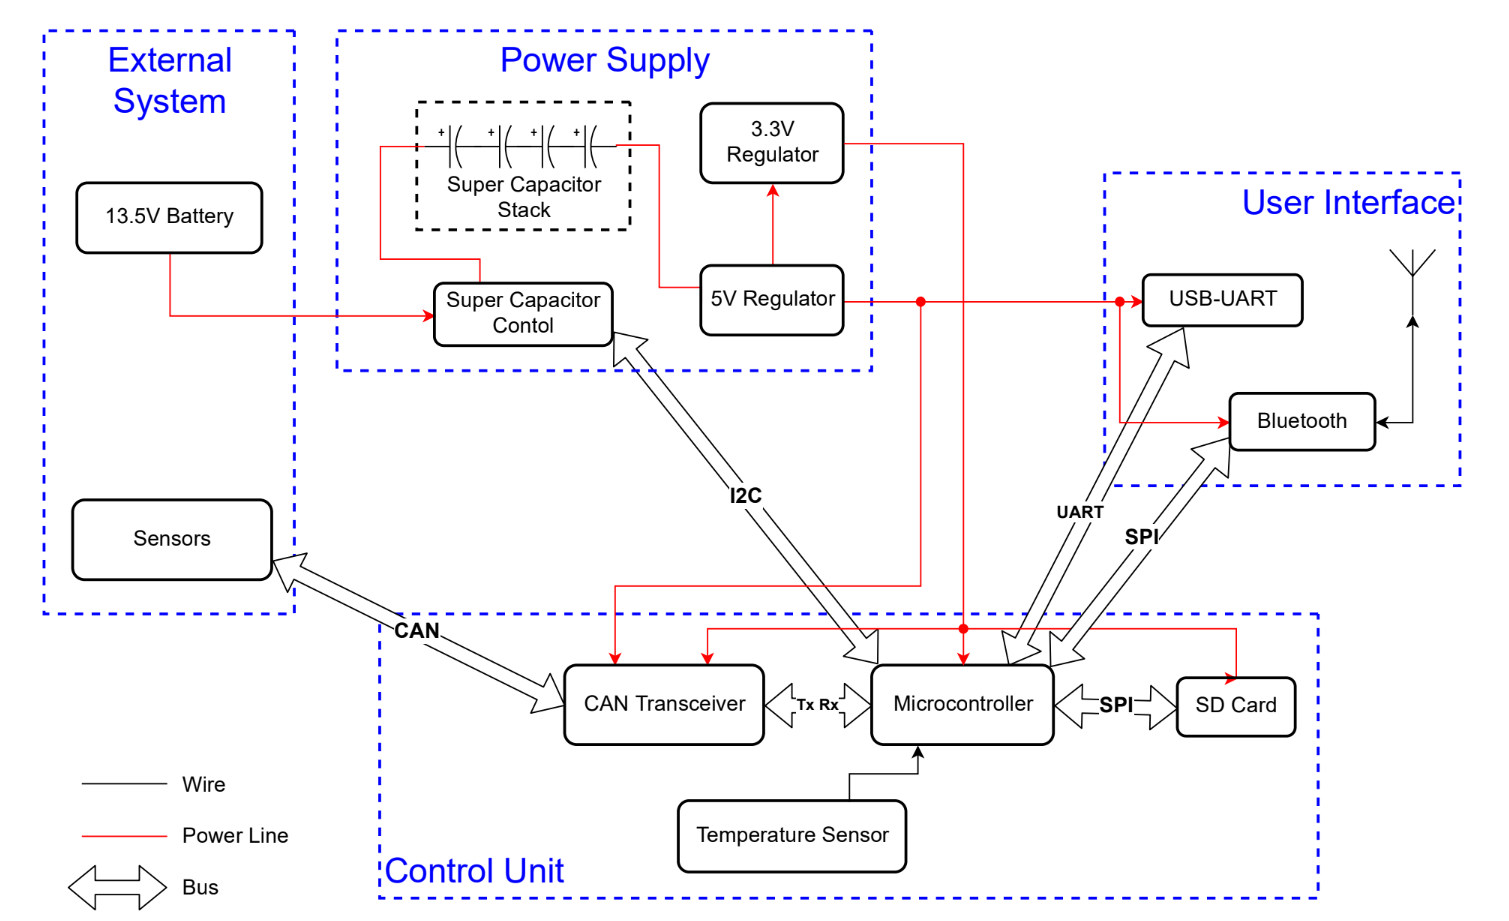 External
System
Power Supply
3.3V
Regulator
+ + + +
Super Capacitor
Stack
13.5V Battery
User Interface
Super Capacitor
Contol
5V Regulator
USB-UART
Bluetooth
I2C
UART
SPI
Sensors
CAN
CAN Transceiver
Tx Rx
Microcontroller
SPI
SD Card
Temperature Sensor
Control Unit
Wire
Power Line
Bus